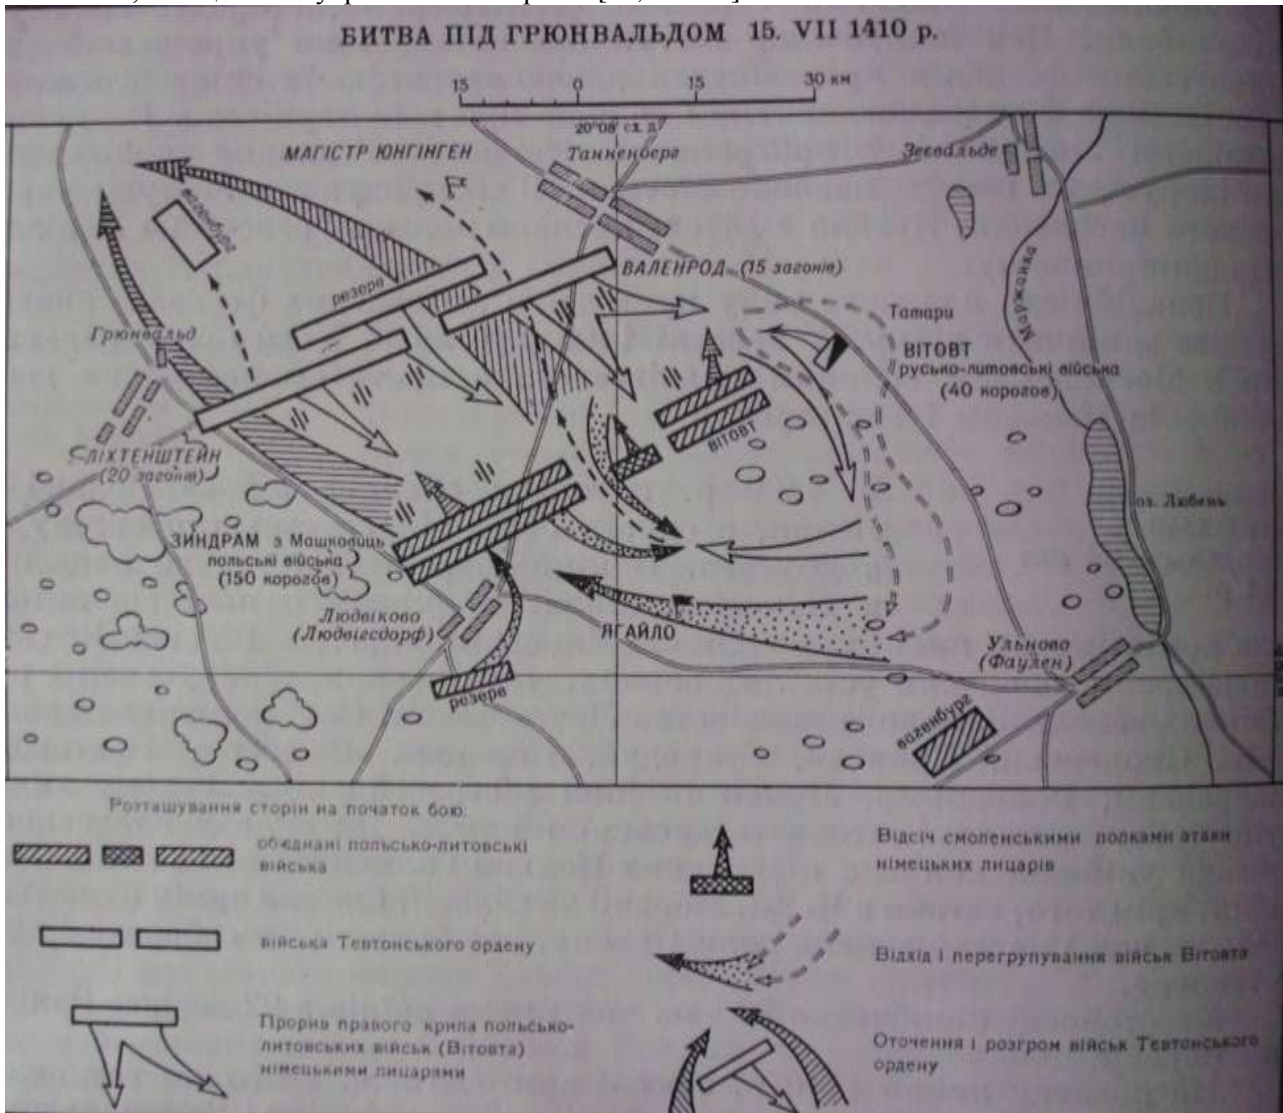 БИТВА ПІД ГРЮНВАЛЬДОМ 15. VII 1410 р.
15 0 15 30 км
20°08' сх. д.
МАГІСТР ЮНГІНГЕН
Танненберг
Зеєвальде
вагенбург
резерв
ВАЛЕНРОД (15 загонів)
Маржанка
Грюнвальд
Татари
ВІТОВТ
русько-литовські війська
(40 корогов)
ВІТОВТ
ЛІХТЕНШТЕЙН
(20 загонів)
оз. Любень
ЗИНДРАМ з Машковиць
польські війська
(150 корогов)
Людвіково
(Людвігсдорф)
ЯГАЙЛО
Ульново
(Фаулен)
резерв
вагенбург
Розташування сторін на початок бою:
об'єднані польсько-литовські
війська
війська Тевтонського ордену
Прорив правого крила польсько-
литовських військ (Вітовта)
німецькими лицарями
Відсіч смоленськими полками атаки
німецьких лицарів
Відхід і перегрупування військ Вітовта
Оточення і розгром військ Тевтонського
ордену